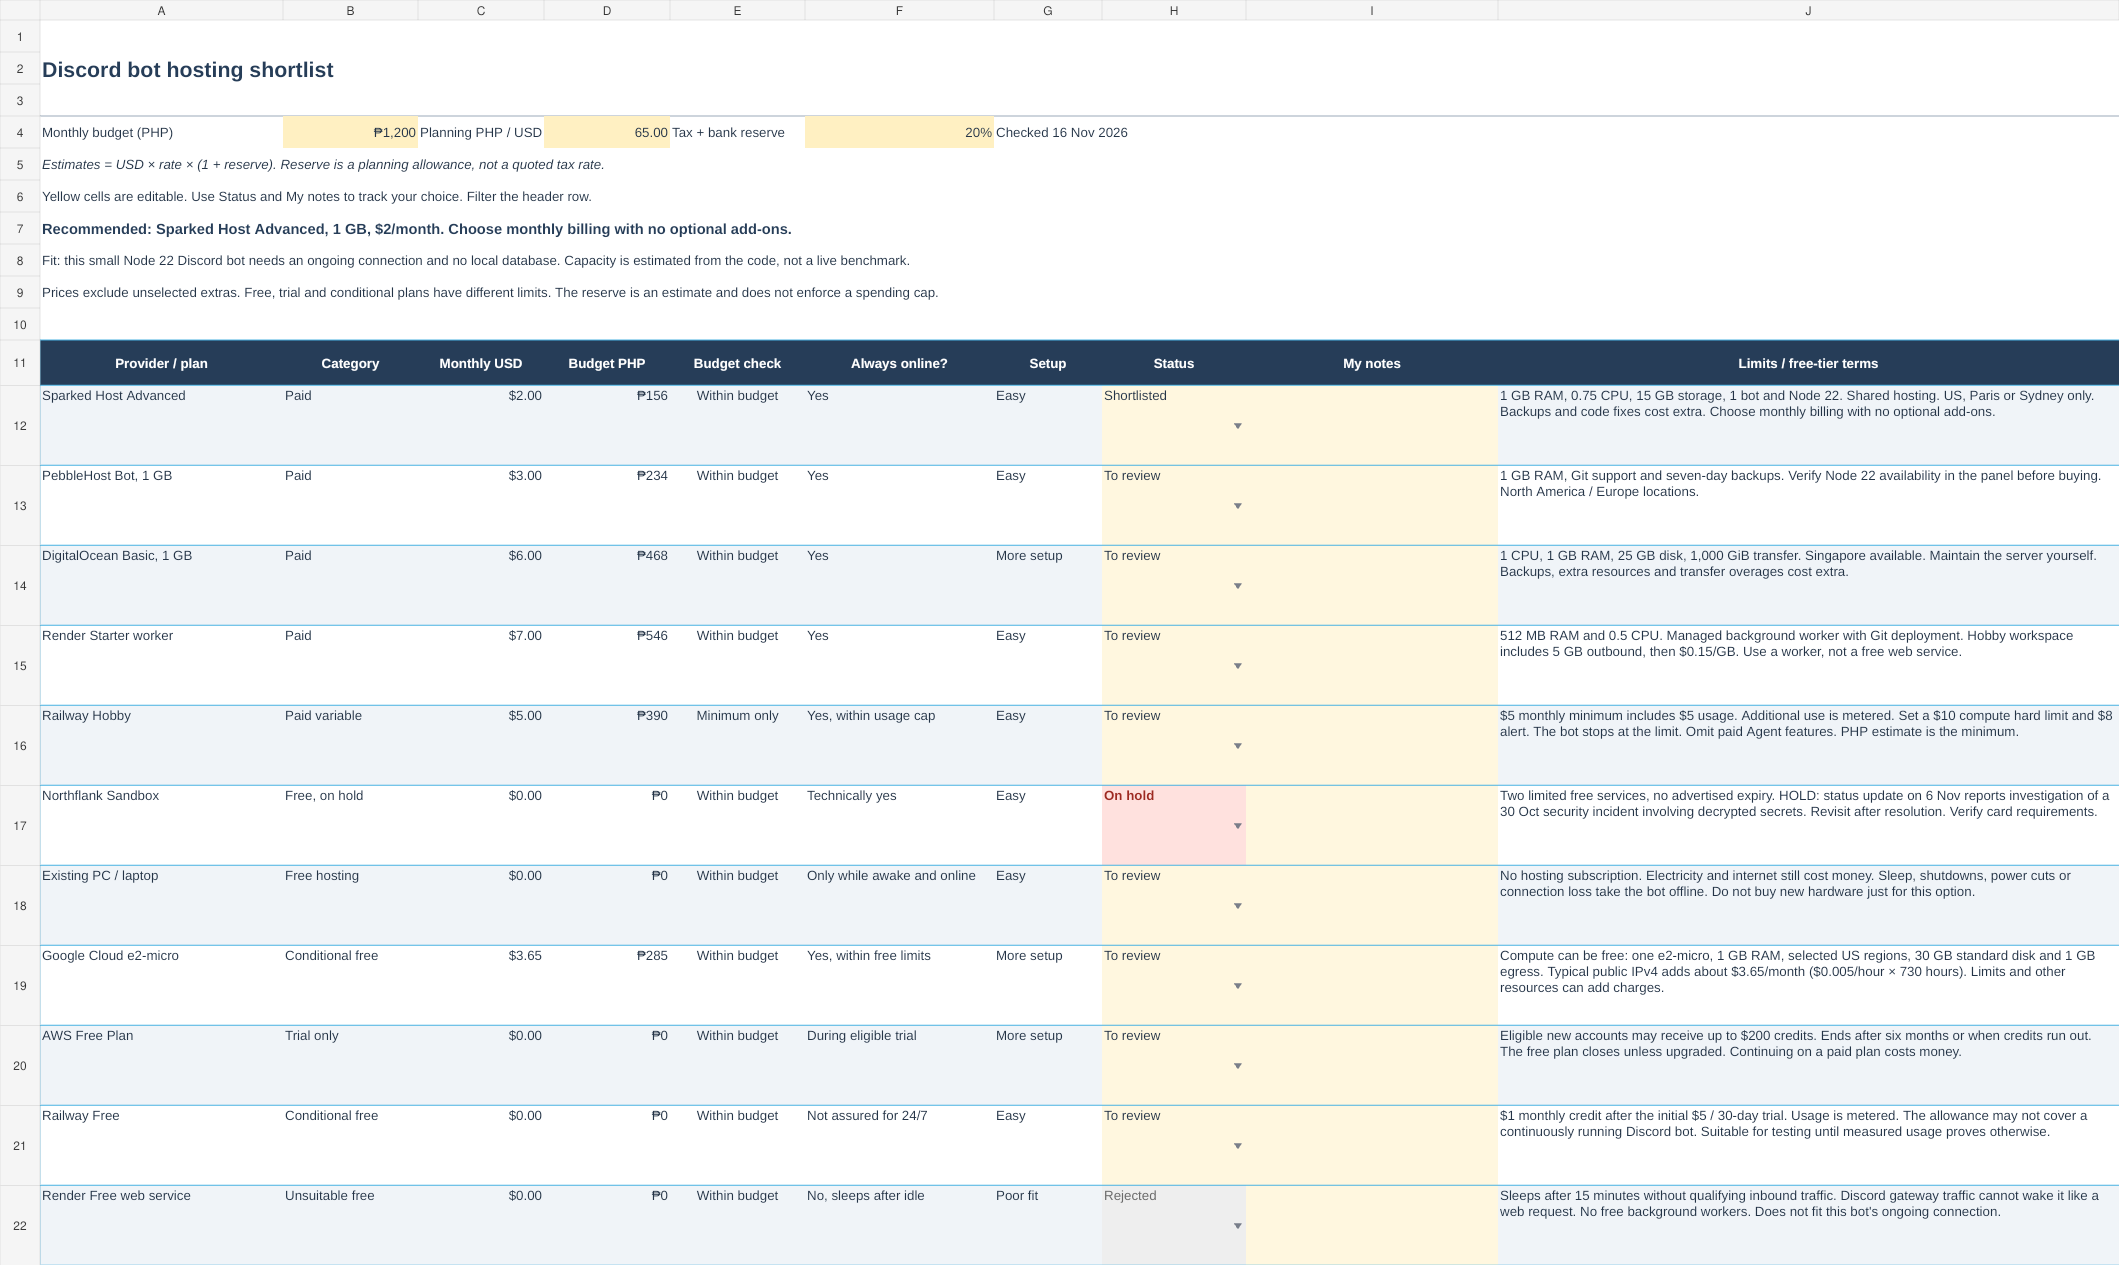 A B C D E F G H I J
1
2 Discord bot hosting shortlist
3
4 Monthly budget (PHP) ₱1,200 Planning PHP / USD 65.00 Tax + bank reserve 20% Checked 16 Nov 2026
5 Estimates = USD × rate × (1 + reserve). Reserve is a planning allowance, not a quoted tax rate.
6 Yellow cells are editable. Use Status and My notes to track your choice. Filter the header row.
7 Recommended: Sparked Host Advanced, 1 GB, $2/month. Choose monthly billing with no optional add-ons.
8 Fit: this small Node 22 Discord bot needs an ongoing connection and no local database. Capacity is estimated from the code, not a live benchmark.
9 Prices exclude unselected extras. Free, trial and conditional plans have different limits. The reserve is an estimate and does not enforce a spending cap.
10
11 Provider / plan Category Monthly USD Budget PHP Budget check Always online? Setup Status My notes Limits / free-tier terms
12 Sparked Host Advanced Paid $2.00 ₱156 Within budget Yes Easy Shortlisted 1 GB RAM, 0.75 CPU, 15 GB storage, 1 bot and Node 22. Shared hosting. US, Paris or Sydney only.
Backups and code fixes cost extra. Choose monthly billing with no optional add-ons.
13 PebbleHost Bot, 1 GB Paid $3.00 ₱234 Within budget Yes Easy To review 1 GB RAM, Git support and seven-day backups. Verify Node 22 availability in the panel before buying.
North America / Europe locations.
14 DigitalOcean Basic, 1 GB Paid $6.00 ₱468 Within budget Yes More setup To review 1 CPU, 1 GB RAM, 25 GB disk, 1,000 GiB transfer. Singapore available. Maintain the server yourself.
Backups, extra resources and transfer overages cost extra.
15 Render Starter worker Paid $7.00 ₱546 Within budget Yes Easy To review 512 MB RAM and 0.5 CPU. Managed background worker with Git deployment. Hobby workspace
includes 5 GB outbound, then $0.15/GB. Use a worker, not a free web service.
16 Railway Hobby Paid variable $5.00 ₱390 Minimum only Yes, within usage cap Easy To review $5 monthly minimum includes $5 usage. Additional use is metered. Set a $10 compute hard limit and $8
alert. The bot stops at the limit. Omit paid Agent features. PHP estimate is the minimum.
17 Northflank Sandbox Free, on hold $0.00 ₱0 Within budget Technically yes Easy On hold Two limited free services, no advertised expiry. HOLD: status update on 6 Nov reports investigation of a
30 Oct security incident involving decrypted secrets. Revisit after resolution. Verify card requirements.
18 Existing PC / laptop Free hosting $0.00 ₱0 Within budget Only while awake and online Easy To review No hosting subscription. Electricity and internet still cost money. Sleep, shutdowns, power cuts or
connection loss take the bot offline. Do not buy new hardware just for this option.
19 Google Cloud e2-micro Conditional free $3.65 ₱285 Within budget Yes, within free limits More setup To review Compute can be free: one e2-micro, 1 GB RAM, selected US regions, 30 GB standard disk and 1 GB
egress. Typical public IPv4 adds about $3.65/month ($0.005/hour × 730 hours). Limits and other
resources can add charges.
20 AWS Free Plan Trial only $0.00 ₱0 Within budget During eligible trial More setup To review Eligible new accounts may receive up to $200 credits. Ends after six months or when credits run out.
The free plan closes unless upgraded. Continuing on a paid plan costs money.
21 Railway Free Conditional free $0.00 ₱0 Within budget Not assured for 24/7 Easy To review $1 monthly credit after the initial $5 / 30-day trial. Usage is metered. The allowance may not cover a
continuously running Discord bot. Suitable for testing until measured usage proves otherwise.
22 Render Free web service Unsuitable free $0.00 ₱0 Within budget No, sleeps after idle Poor fit Rejected Sleeps after 15 minutes without qualifying inbound traffic. Discord gateway traffic cannot wake it like a
web request. No free background workers. Does not fit this bot's ongoing connection.